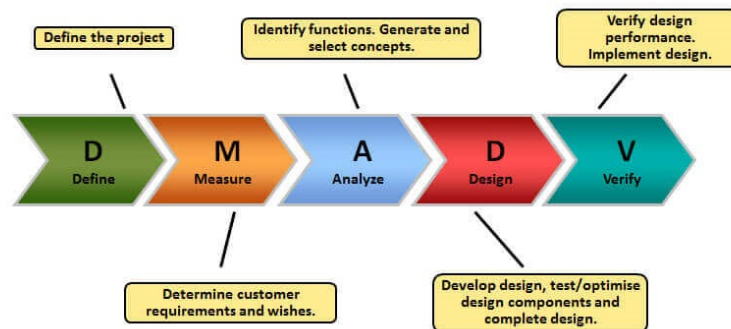 Define the project
Identify functions. Generate and
select concepts.
Verify design
performance.
Implement design.
D
Define
M
Measure
A
Analyze
D
Design
V
Verify
Determine customer
requirements and wishes.
Develop design, test/optimise
design components and
complete design.